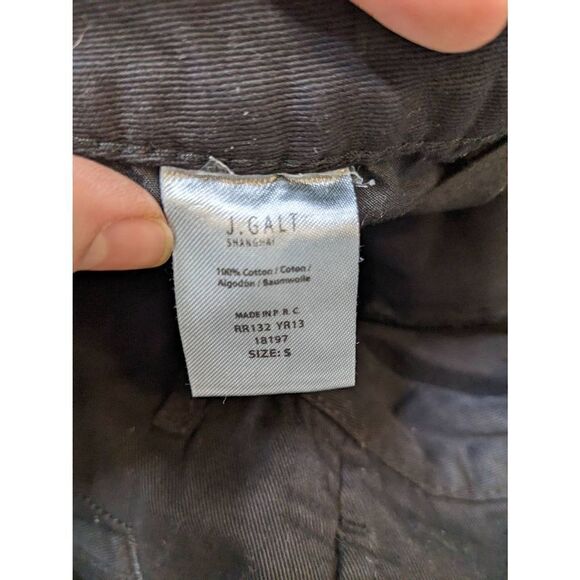 J.GALT
SHANGHAI
100% Cotton / Coton /
Algodón / Baumwolle
MADE IN P. R. C.
RR132 YR13
18197
SIZE: S